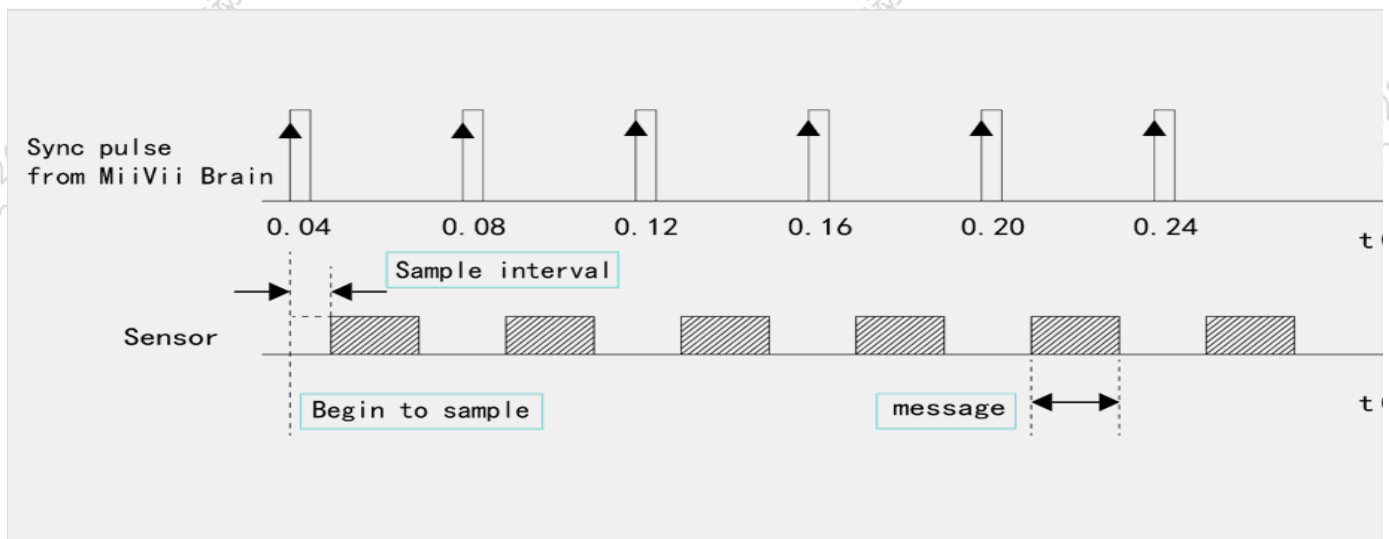 Sync pulse
from MiiVii Brain
0.04 0.08 0.12 0.16 0.20 0.24
t(
Sample interval
Sensor
Begin to sample
message
t(